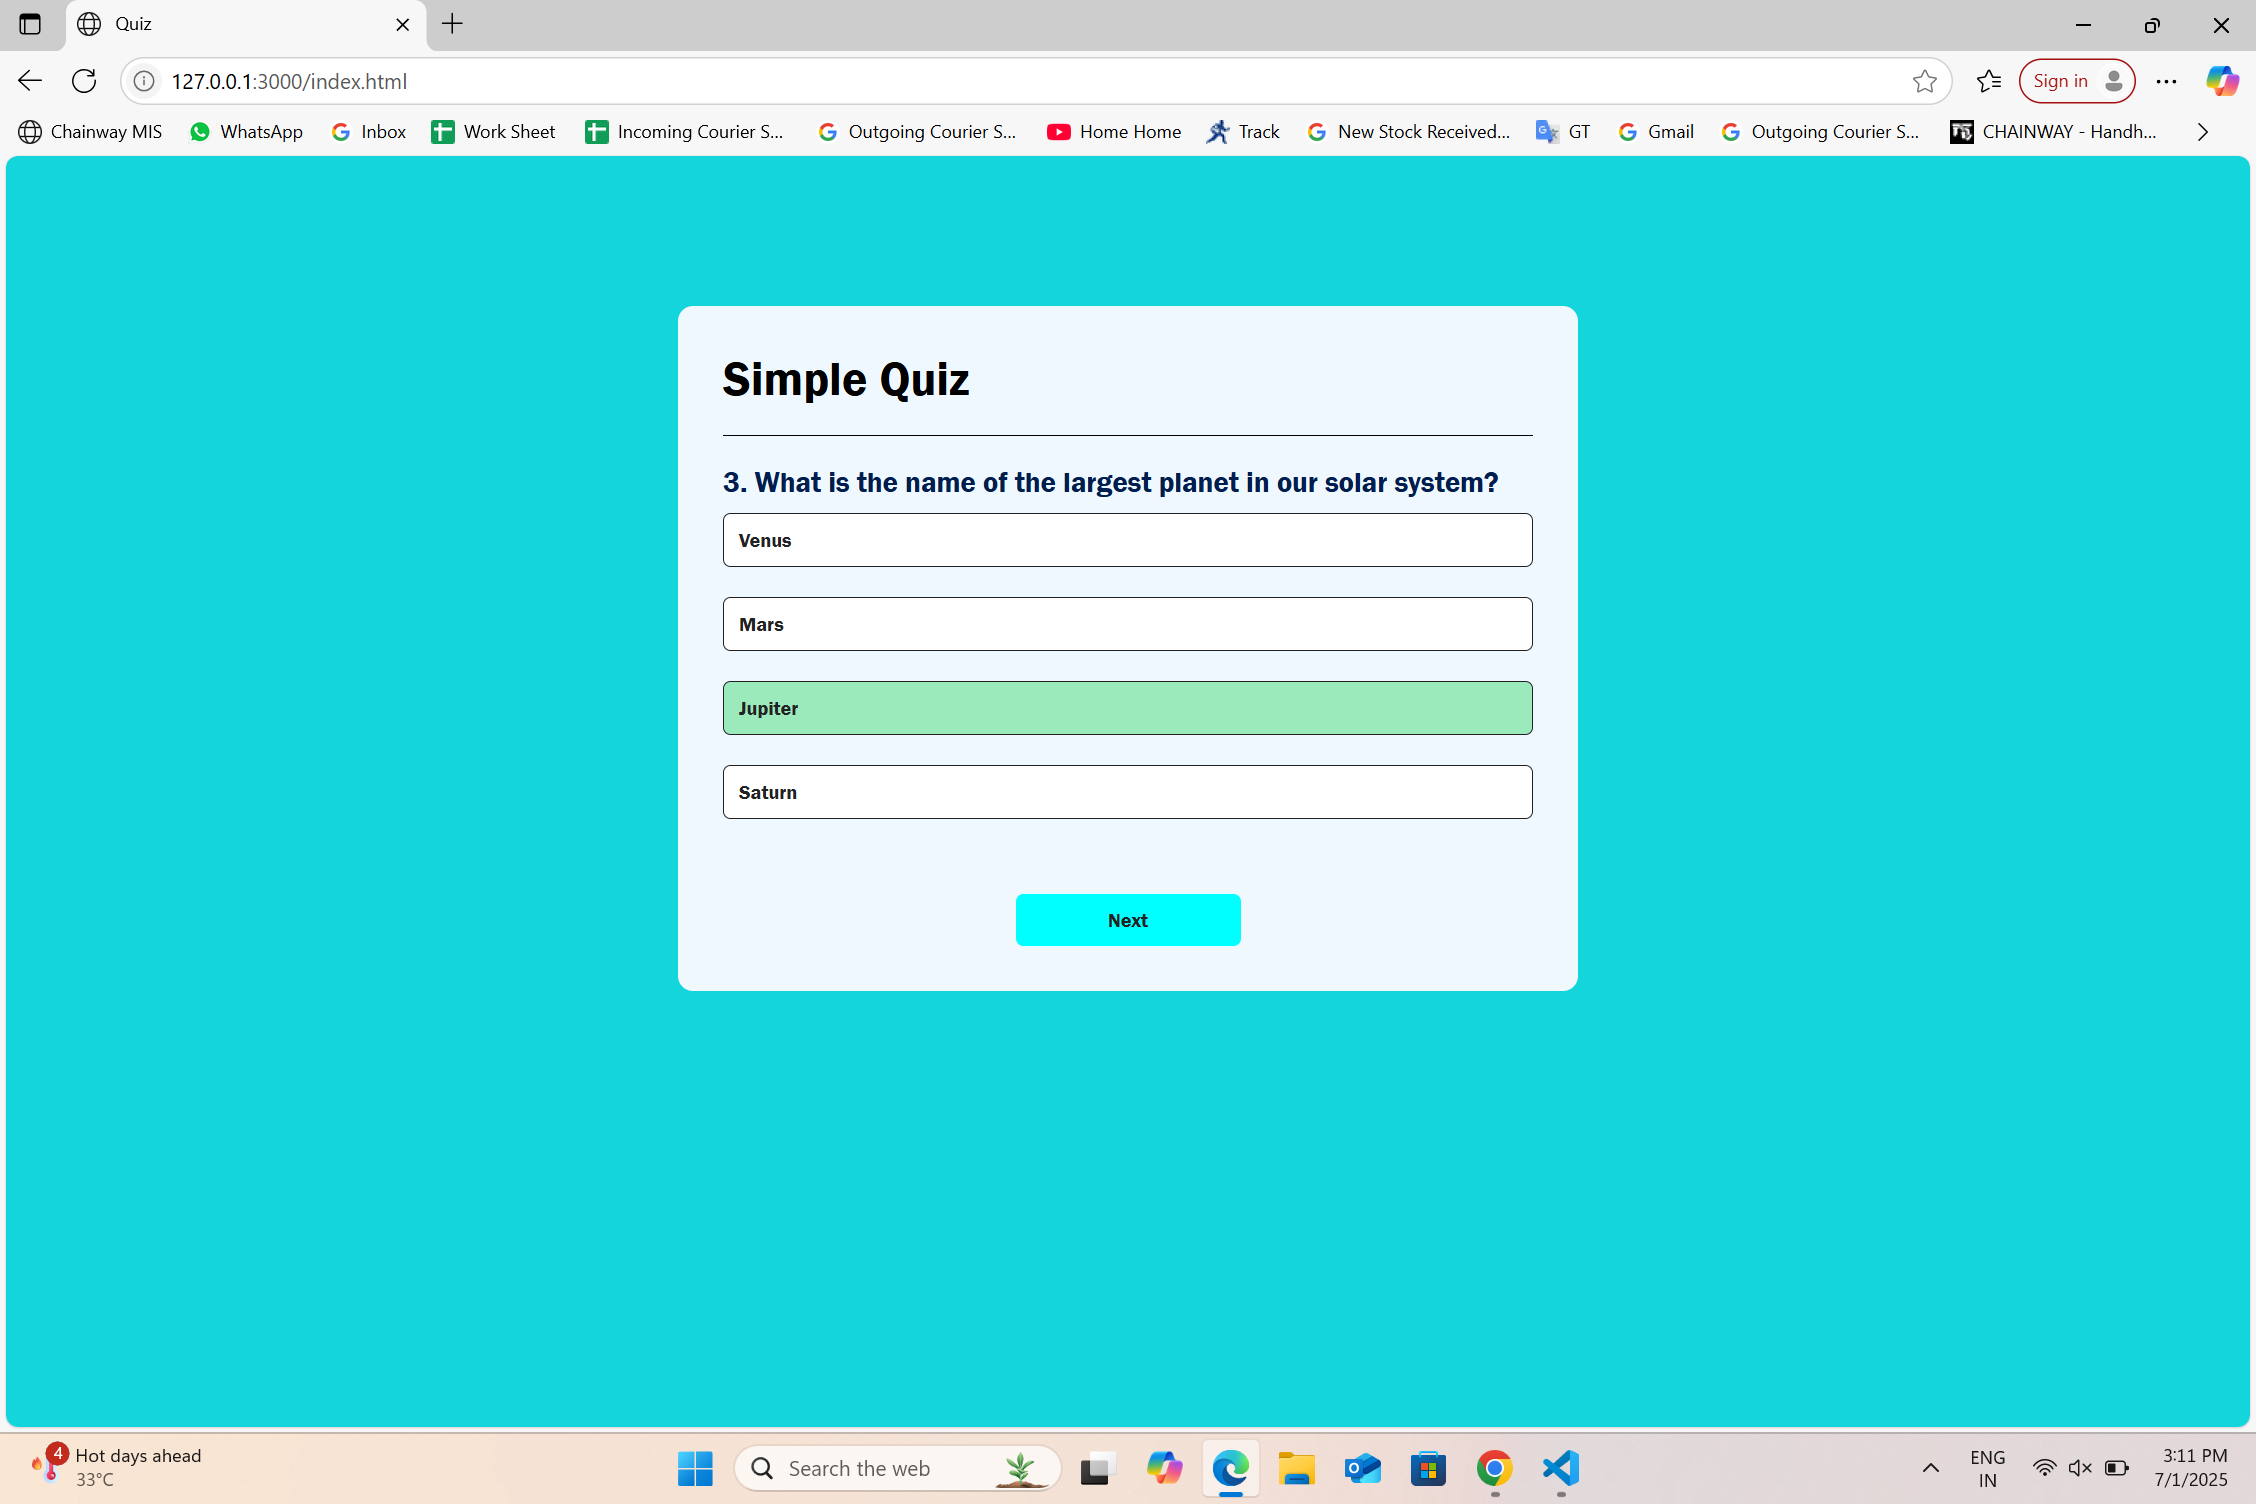 Quiz
127.0.0.1:3000/index.html
Sign in
Chainway MIS
WhatsApp
Inbox
Work Sheet
Incoming Courier S...
Outgoing Courier S...
Home Home
Track
New Stock Received...
GT
Gmail
Outgoing Courier S...
CHAINWAY - Handh...
Simple Quiz
3. What is the name of the largest planet in our solar system?
Venus
Mars
Jupiter
Saturn
Next
4
Hot days ahead
33°C
Search the web
ENG
IN
3:11 PM
7/1/2025